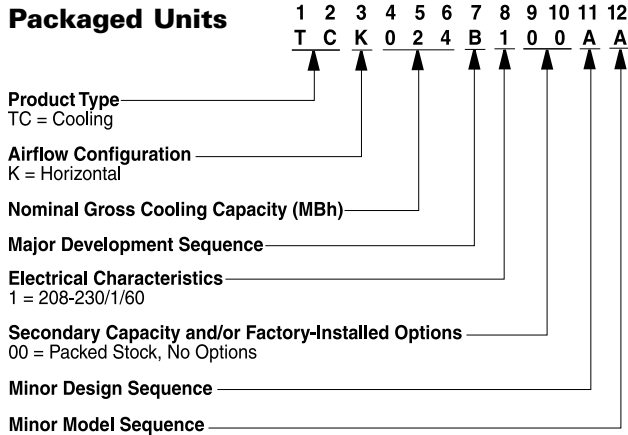 Packaged Units
1 2 3 4 5 6 7 8 9 10 11 12
T C K 0 2 4 B 1 0 0 A A
Product Type
TC = Cooling
Airflow Configuration
K = Horizontal
Nominal Gross Cooling Capacity (MBh)
Major Development Sequence
Electrical Characteristics
1 = 208-230/1/60
Secondary Capacity and/or Factory-Installed Options
00 = Packed Stock, No Options
Minor Design Sequence
Minor Model Sequence